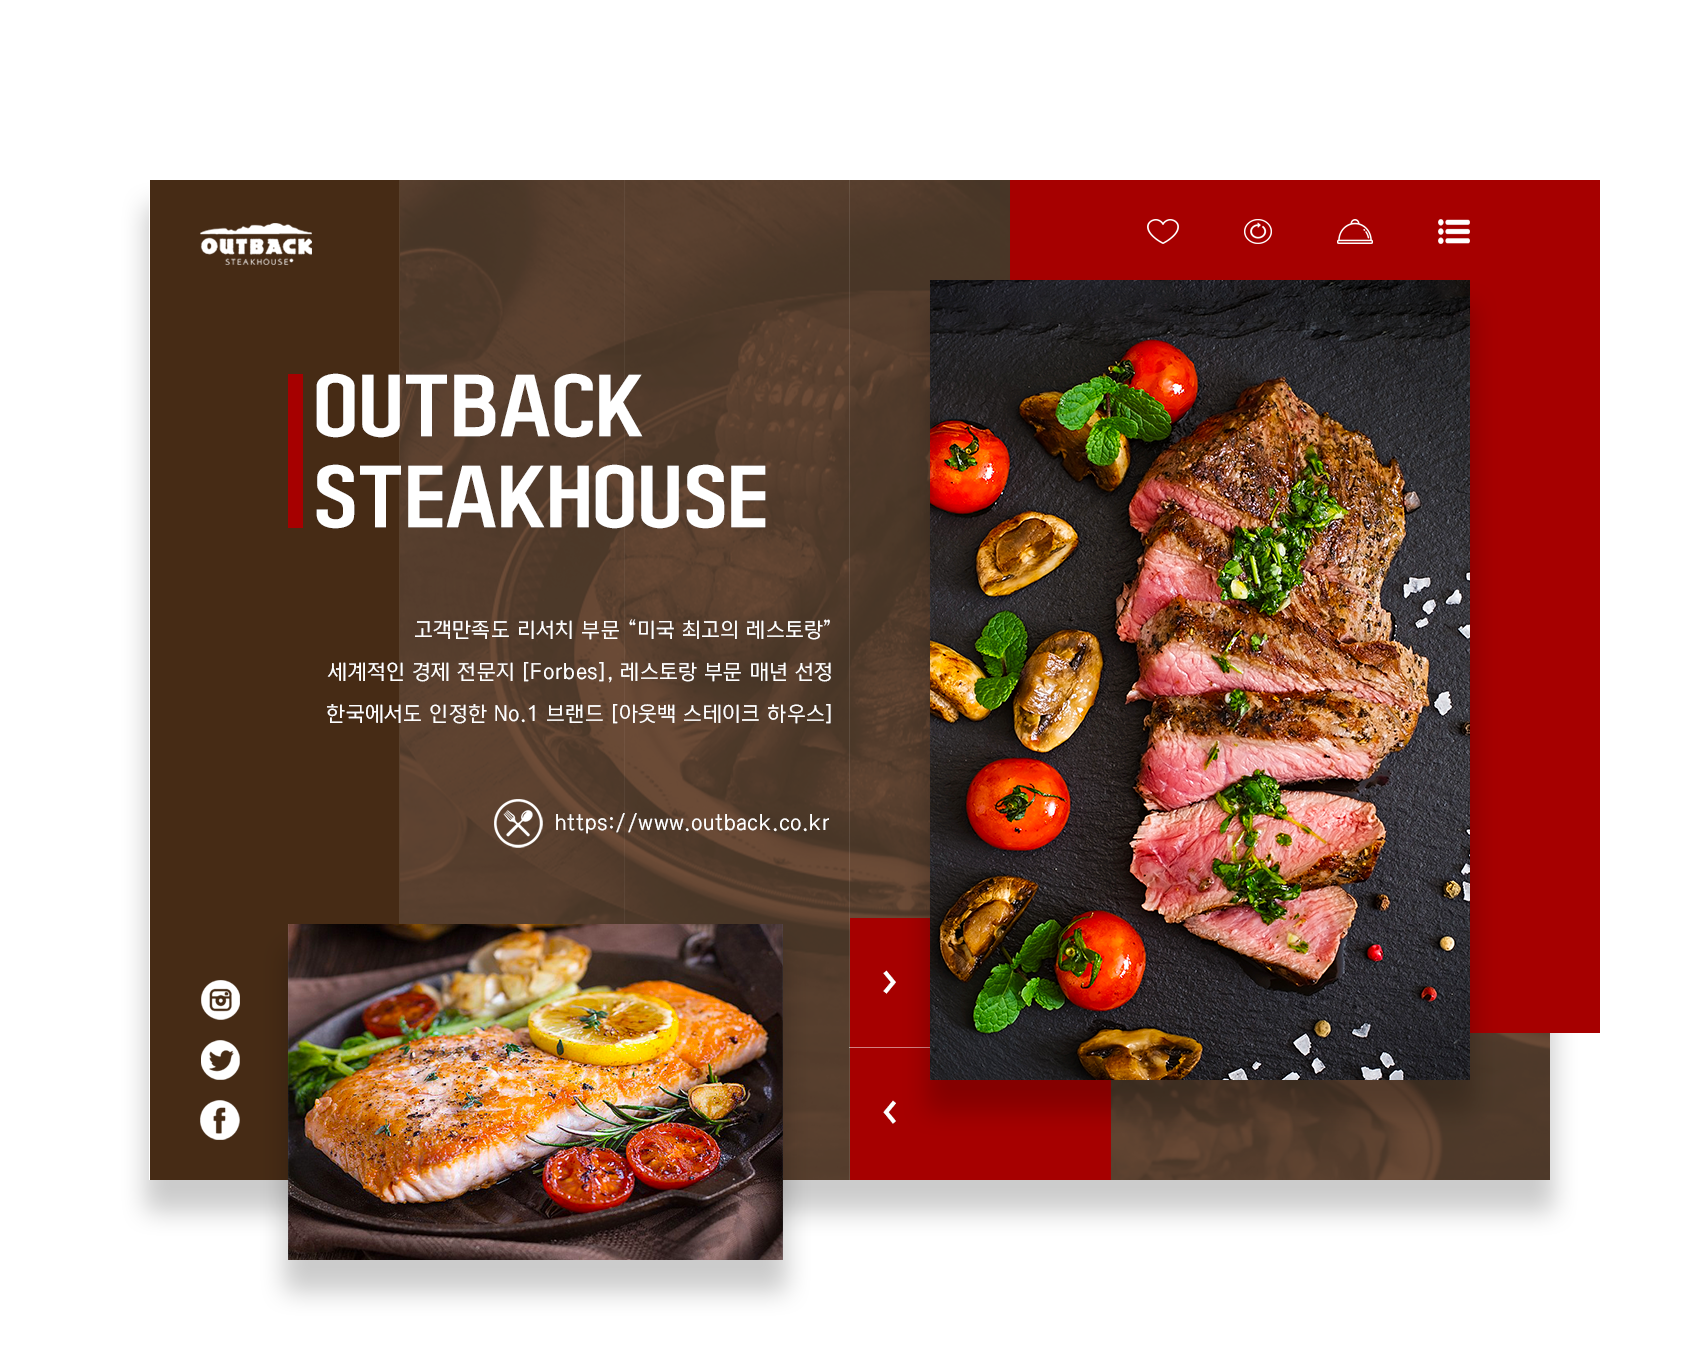 OUTBACK
STEAKHOUSE
OUTBACK
STEAKHOUSE
고객만족도 리서치 부문 “미국 최고의 레스토랑”
세계적인 경제 전문지 [Forbes], 레스토랑 부문 매년 선정
한국에서도 인정한 No.1 브랜드 [아웃백 스테이크 하우스]
https://www.outback.co.kr